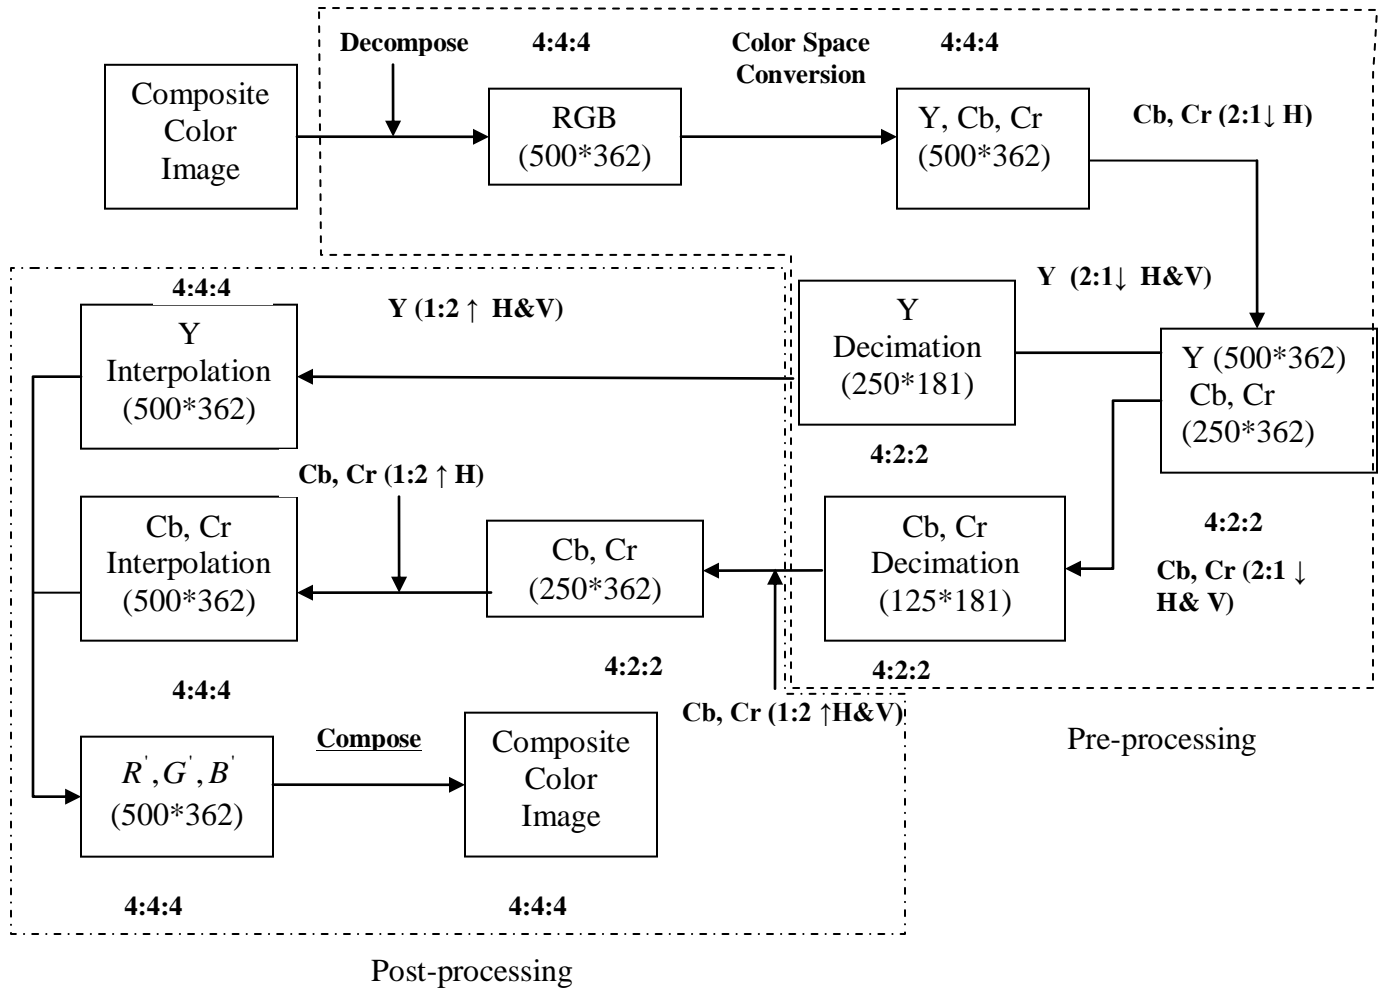 Decompose
4:4:4
Color Space
Conversion
4:4:4
Composite
Color
Image
RGB
(500*362)
Y, Cb, Cr
(500*362)
Cb, Cr (2:1↓ H)
4:4:4
Y (1:2 ↑ H&V)
Y (2:1↓ H&V)
Y
Interpolation
(500*362)
Y
Decimation
(250*181)
Y (500*362)
Cb, Cr
(250*362)
4:2:2
Cb, Cr (1:2 ↑ H)
Cb, Cr
Interpolation
(500*362)
Cb, Cr
(250*362)
Cb, Cr
Decimation
(125*181)
4:2:2
Cb, Cr (2:1 ↓
H& V)
4:4:4
4:2:2
4:2:2
Cb, Cr (1:2 ↑H&V)
Pre-processing
R', G', B'
(500*362)
Compose
Composite
Color
Image
4:4:4
4:4:4
Post-processing